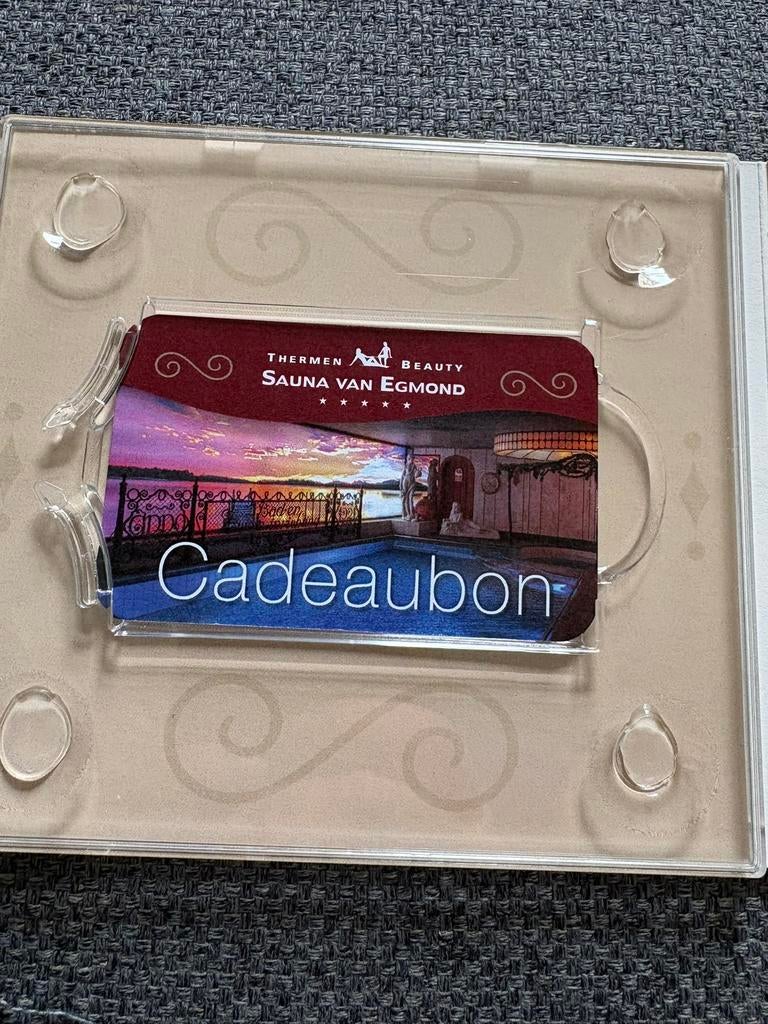 THERMEN BEAUTY
SAUNA VAN EGMOND
Cadeaubon